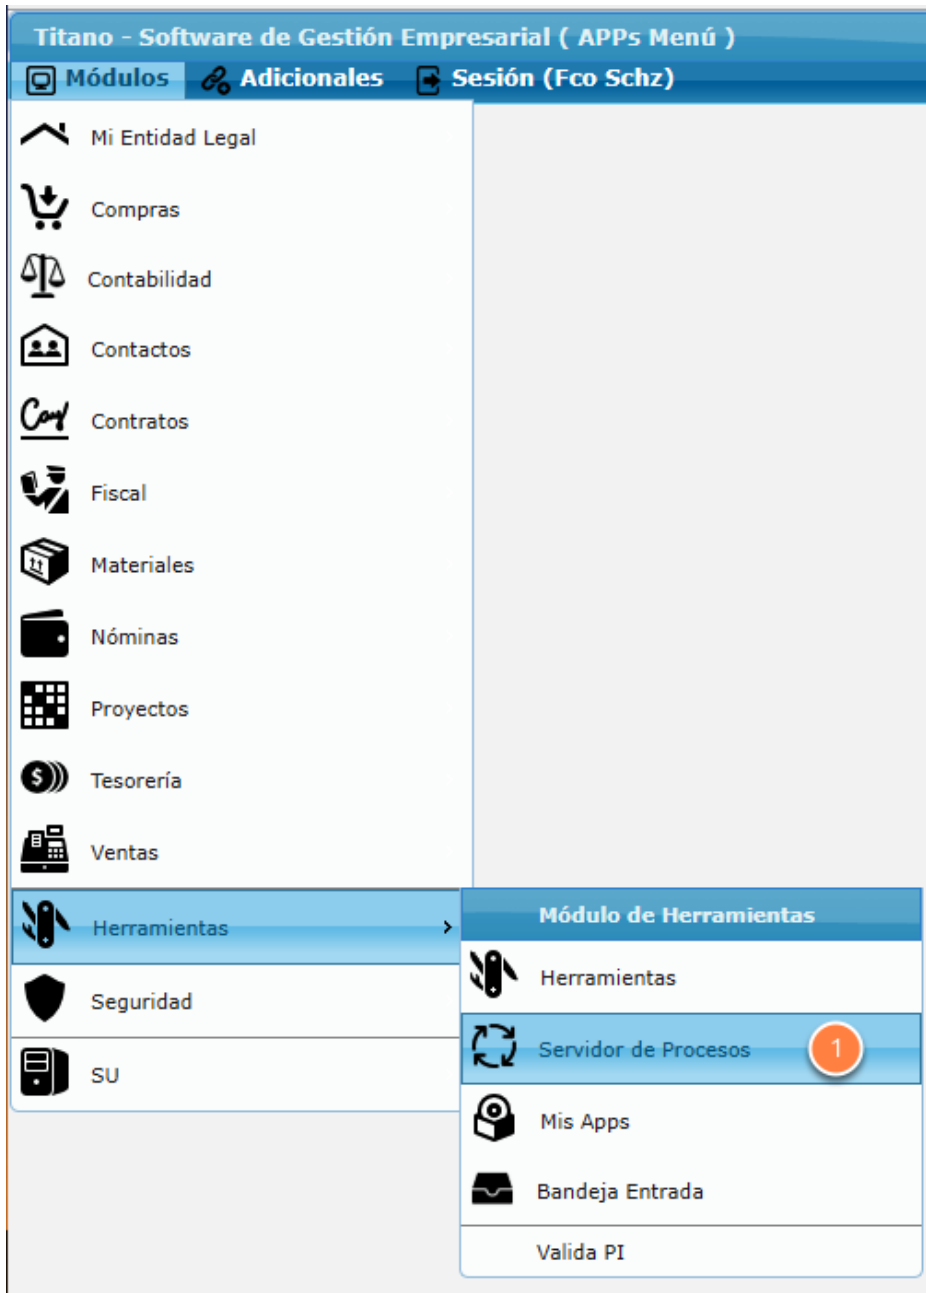 Titano - Software de Gestión Empresarial ( APPs Menú )
Módulos Adicionales Sesión (Fco Schz)
Mi Entidad Legal
Compras
Contabilidad
Contactos
Contratos
Fiscal
Materiales
Nóminas
Proyectos
Tesorería
Ventas
Herramientas
Seguridad
SU
Módulo de Herramientas
Herramientas
Servidor de Procesos 1
Mis Apps
Bandeja Entrada
Valida PI